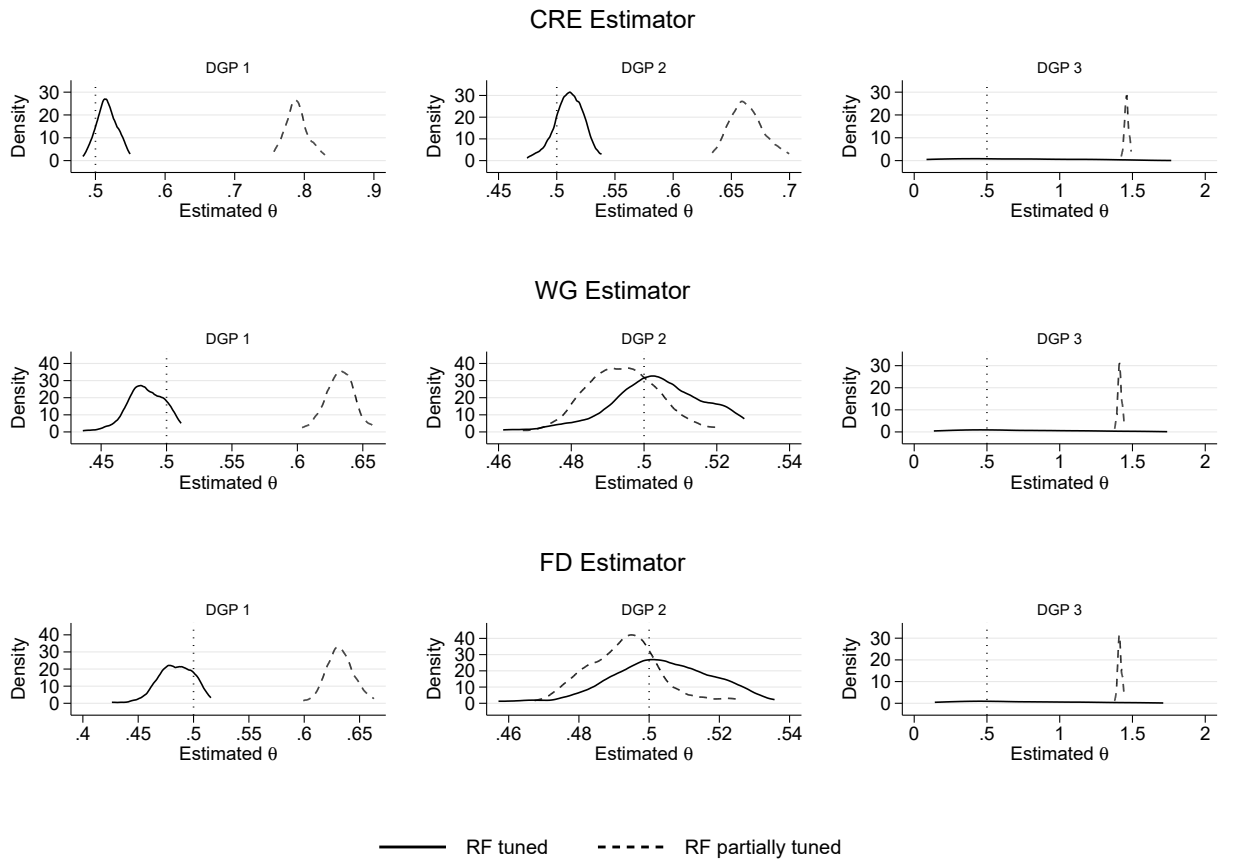 CRE Estimator
DGP 1
Density
30
20
10
0
.5 .6 .7 .8 .9
Estimated θ
DGP 2
Density
30
20
10
0
.45 .5 .55 .6 .65 .7
Estimated θ
DGP 3
Density
30
20
10
0
0 .5 1 1.5 2
Estimated θ
WG Estimator
DGP 1
Density
40
30
20
10
0
.45 .5 .55 .6 .65
Estimated θ
DGP 2
Density
40
30
20
10
0
.46 .48 .5 .52 .54
Estimated θ
DGP 3
Density
30
20
10
0
0 .5 1 1.5 2
Estimated θ
FD Estimator
DGP 1
Density
40
30
20
10
0
.4 .45 .5 .55 .6 .65
Estimated θ
DGP 2
Density
40
30
20
10
0
.46 .48 .5 .52 .54
Estimated θ
DGP 3
Density
30
20
10
0
0 .5 1 1.5 2
Estimated θ
RF tuned RF partially tuned